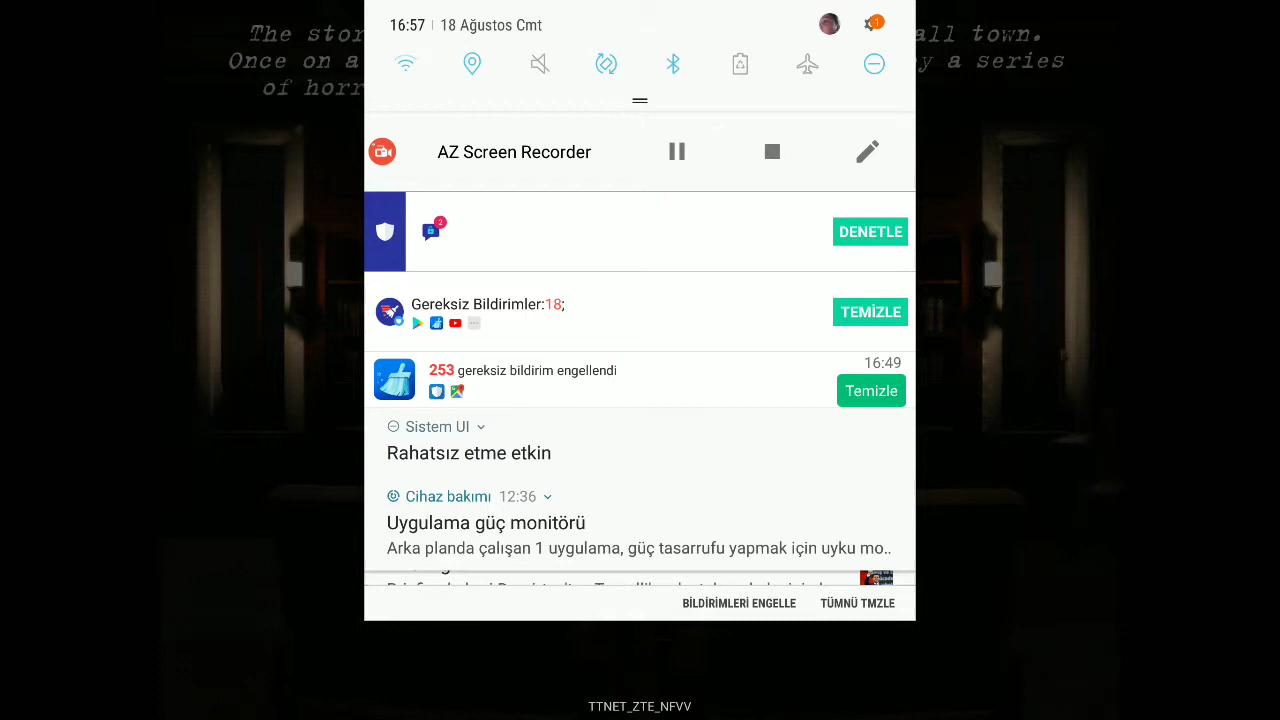 The stor
all town.
Once on a
by a series
of horr
16:57
18 Ağustos Cmt
1
AZ Screen Recorder
2
DENETLE
Gereksiz Bildirimler:18;
TEMİZLE
253 gereksiz bildirim engellendi
16:49
Temizle
Sistem UI
Rahatsız etme etkin
Cihaz bakımı 12:36
Uygulama güç monitörü
Arka planda çalışan 1 uygulama, güç tasarrufu yapmak için uyku mo..
BİLDİRİMLERİ ENGELLE
TÜMNÜ TMZLE
TTNET_ZTE_NFVV